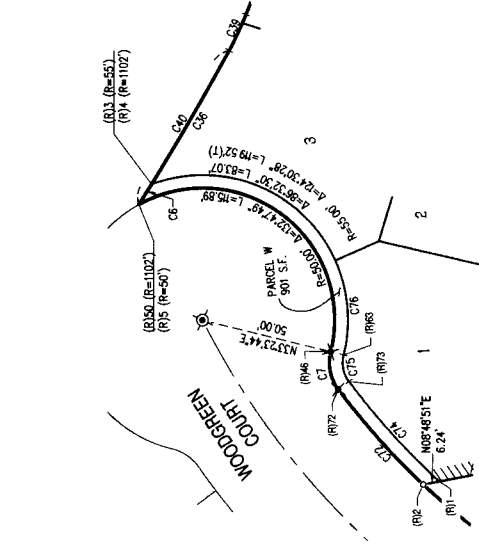 (R)3 (R=55')
(R)4 (R=1102')
C39
C40
C36
(R)50 (R=1102')
(R)5 (R=50')
C6
L=119.52'(T)
Δ=86°32'30" L=83.07'
R=55.00' Δ=124°30'28"
L=115.89'
Δ=132°47'49"
R=50.00'
3
2
1
PARCEL W
901 S.F.
N33°23'44"E
50.00'
WOODGREEN
COURT
C76
(R)63
(R)46
C7
C75
(R)73
(R)72
C74
C72
N08°48'51"E
6.24'
(R)2
(R)1